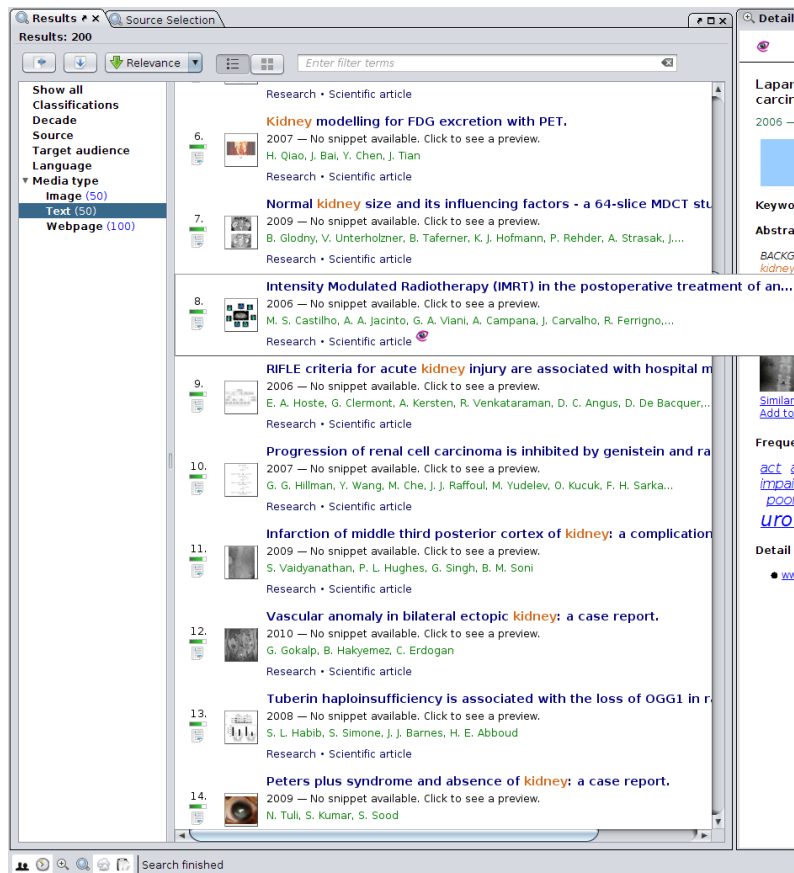 Results
Source Selection
Detail
Results: 200
Relevance
Enter filter terms
Show all
Classifications
Decade
Source
Target audience
Language
Media type
Image (50)
Text (50)
Webpage (100)
Research • Scientific article
6.
Kidney modelling for FDG excretion with PET.
2007 — No snippet available. Click to see a preview.
H. Qiao, J. Bai, Y. Chen, J. Tian
Research • Scientific article
7.
Normal kidney size and its influencing factors - a 64-slice MDCT stu
2009 — No snippet available. Click to see a preview.
B. Glodny, V. Unterholzner, B. Taferner, K. J. Hofmann, P. Rehder, A. Strasak, J....
Research • Scientific article
8.
Intensity Modulated Radiotherapy (IMRT) in the postoperative treatment of an...
2006 — No snippet available. Click to see a preview.
M. S. Castilho, A. A. Jacinto, G. A. Viani, A. Campana, J. Carvalho, R. Ferrigno,...
Research • Scientific article
9.
RIFLE criteria for acute kidney injury are associated with hospital m
2006 — No snippet available. Click to see a preview.
E. A. Hoste, G. Clermont, A. Kersten, R. Venkataraman, D. C. Angus, D. De Bacquer,...
Research • Scientific article
10.
Progression of renal cell carcinoma is inhibited by genistein and ra
2007 — No snippet available. Click to see a preview.
G. G. Hillman, Y. Wang, M. Che, J. J. Raffoul, M. Yudelev, O. Kucuk, F. H. Sarka...
Research • Scientific article
11.
Infarction of middle third posterior cortex of kidney: a complication
2009 — No snippet available. Click to see a preview.
S. Vaidyanathan, P. L. Hughes, G. Singh, B. M. Soni
Research • Scientific article
12.
Vascular anomaly in bilateral ectopic kidney: a case report.
2010 — No snippet available. Click to see a preview.
G. Gokalp, B. Hakyemez, C. Erdogan
Research • Scientific article
13.
Tuberin haploinsufficiency is associated with the loss of OGG1 in r
2008 — No snippet available. Click to see a preview.
S. L. Habib, S. Simone, J. J. Barnes, H. E. Abboud
Research • Scientific article
14.
Peters plus syndrome and absence of kidney: a case report.
2009 — No snippet available. Click to see a preview.
N. Tuli, S. Kumar, S. Sood
Lapar
carcin
2006 —
Keywo
Abstra
BACKG
kidney
Similar
Add to
Freque
act a
impai
poor
uro
Detail
ww
Search finished